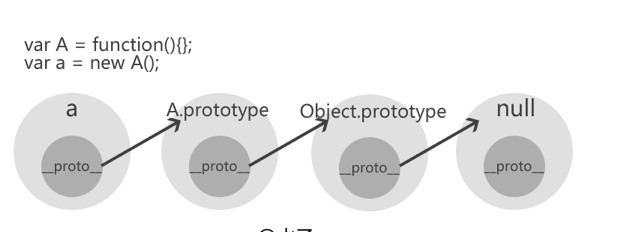 var A = function(){};
var a = new A();
a
A.prototype
Object.prototype
null
__proto__
__proto__
__proto__
__proto__